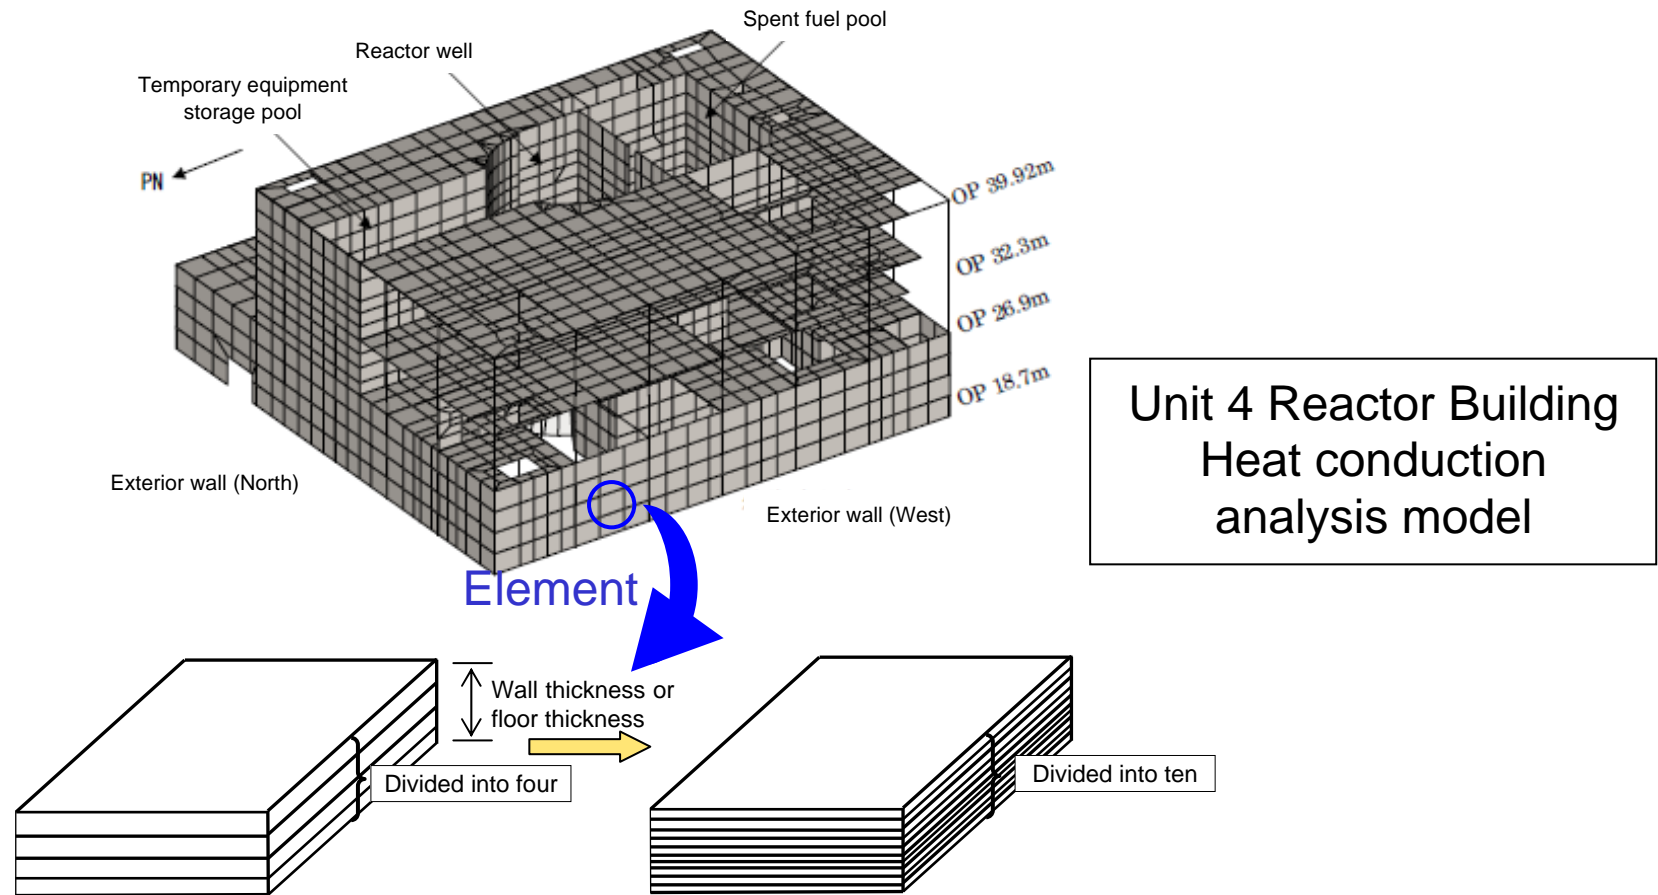 Spent fuel pool
Reactor well
Temporary equipment
storage pool
PN
OP 39.92m
OP 32.3m
OP 26.9m
OP 18.7m
Unit 4 Reactor Building
Heat conduction
analysis model
Exterior wall (North)
Exterior wall (West)
Element
Wall thickness or
floor thickness
Divided into four
Divided into ten